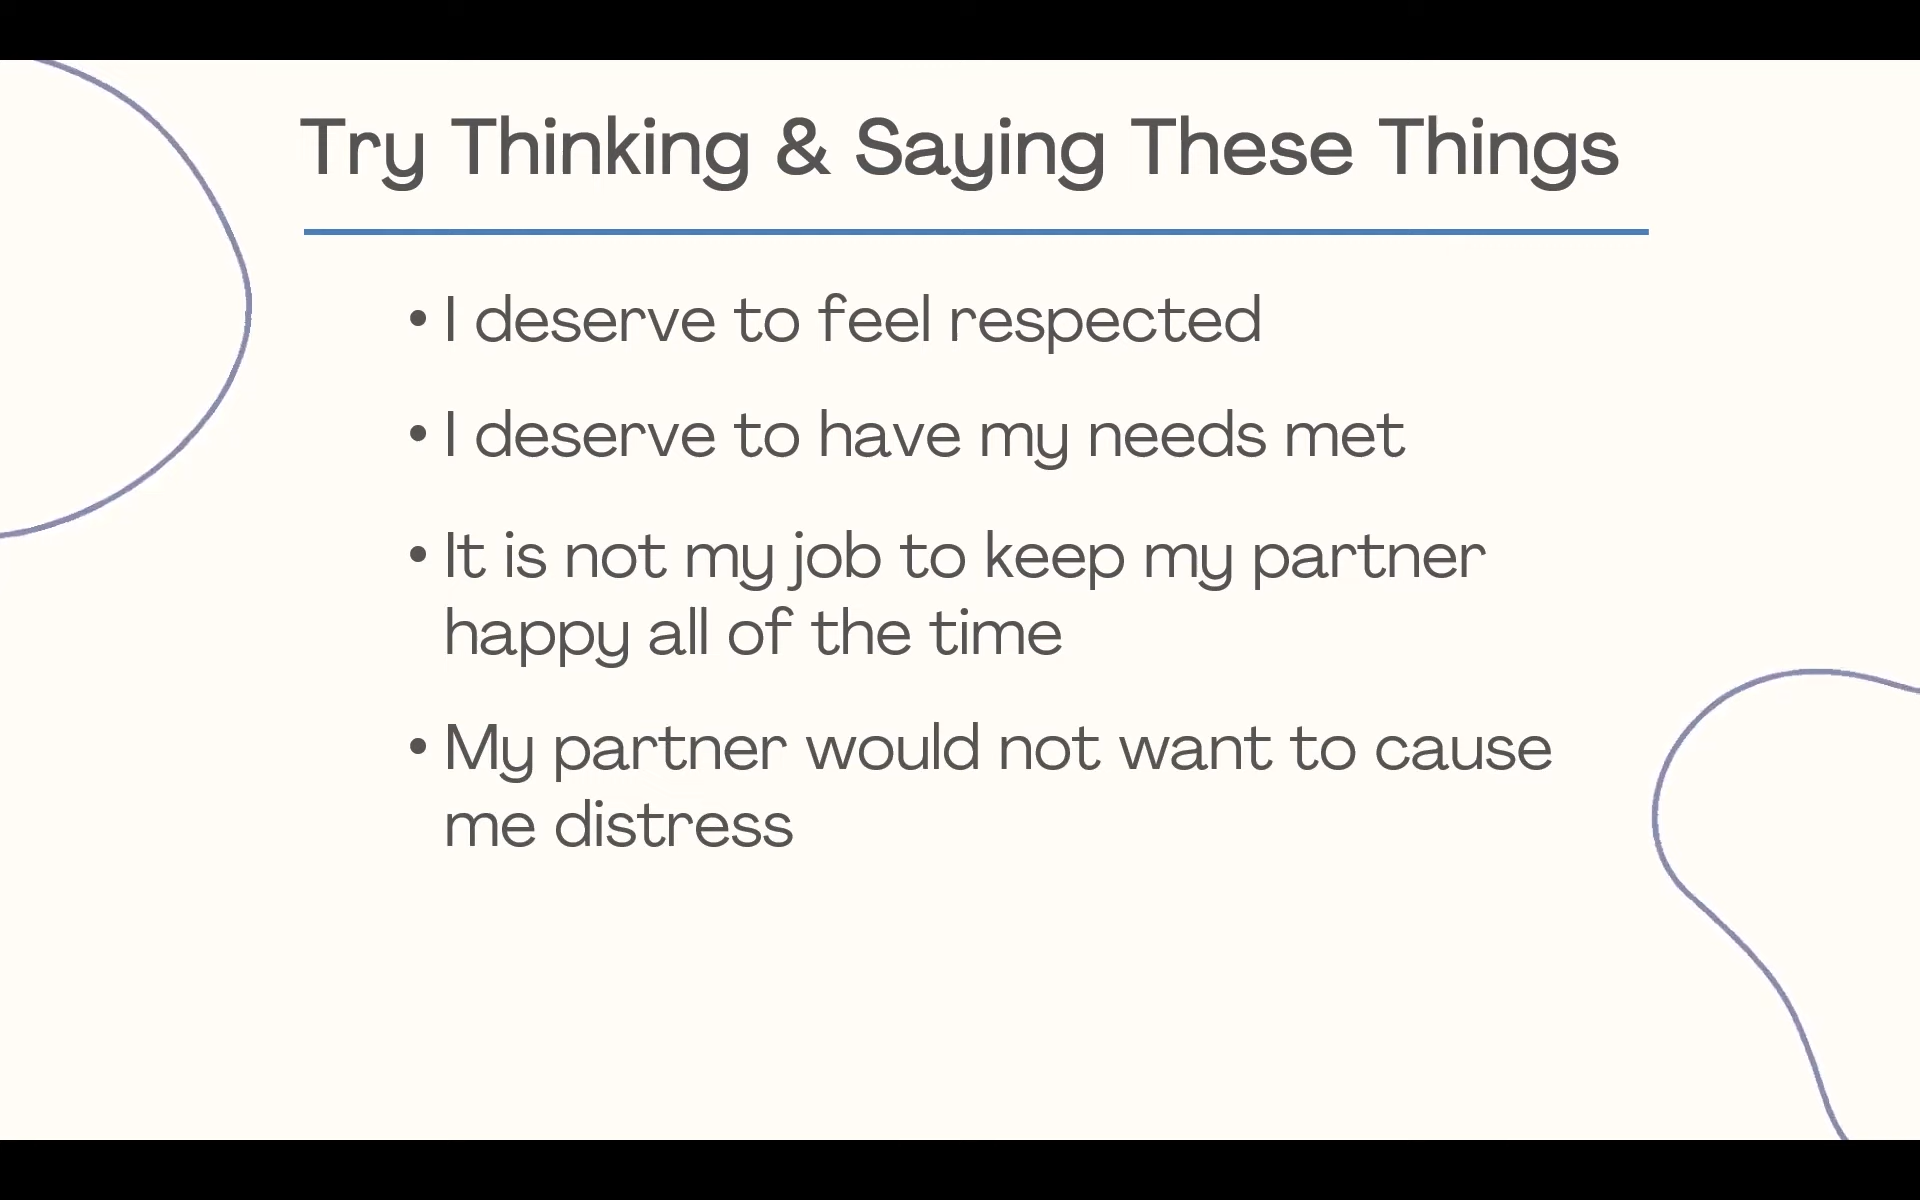 Try Thinking & Saying These Things
• I deserve to feel respected
• I deserve to have my needs met
• It is not my job to keep my partner
happy all of the time
• My partner would not want to cause
me distress